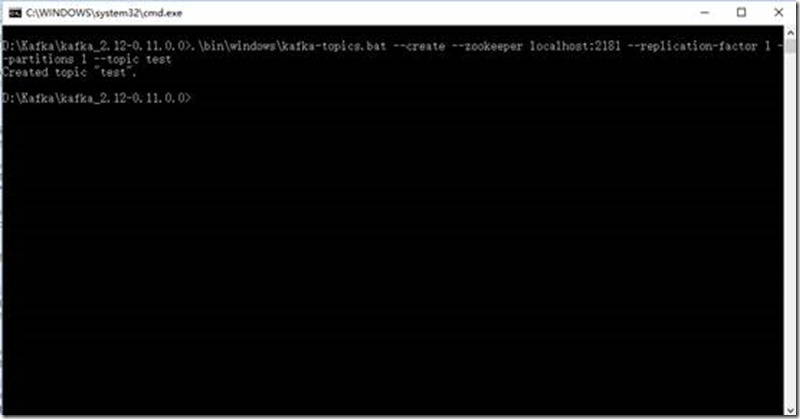 C:\WINDOWS\system32\cmd.exe
D:\Kafka\kafka_2.12-0.11.0.0>.\bin\windows\kafka-topics.bat --create --zookeeper localhost:2181 --replication-factor 1 -
-partitions 1 --topic test
Created topic "test".
D:\Kafka\kafka_2.12-0.11.0.0>